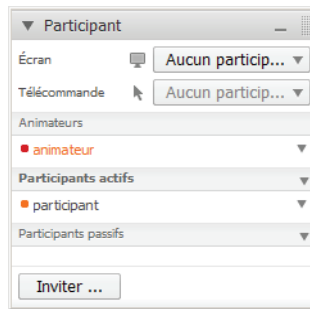 Participant
Écran Aucun particip...
Télécommande Aucun particip...
Animateurs
animateur
Participants actifs
participant
Participants passifs
Inviter ...